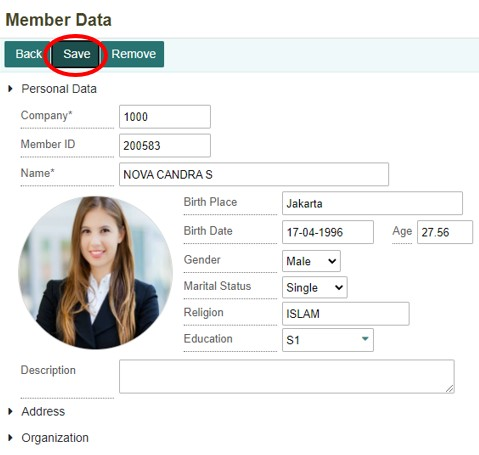 Member Data
Back Save Remove
Personal Data
Company* 1000
Member ID 200583
Name* NOVA CANDRA S
Birth Place Jakarta
Birth Date 17-04-1996 Age 27.56
Gender Male
Marital Status Single
Religion ISLAM
Education S1
Description
Address
Organization